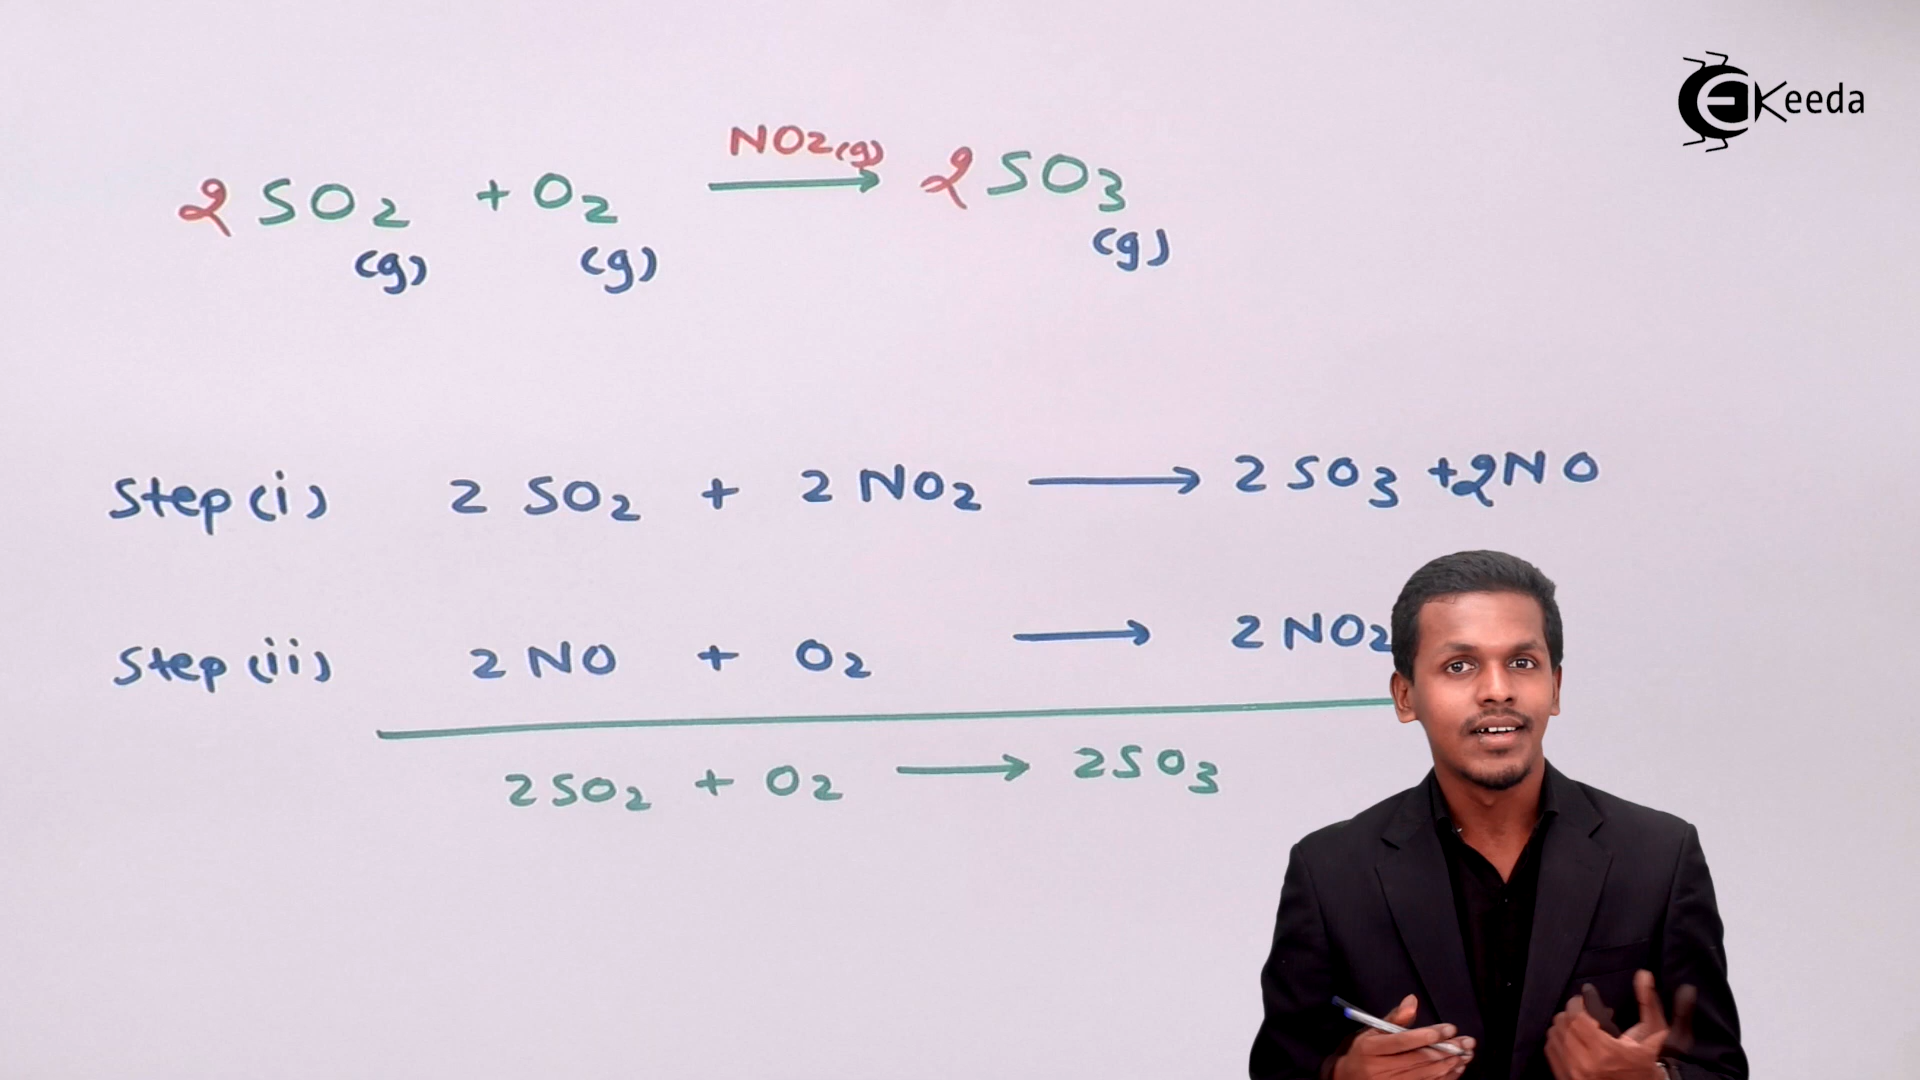 Keeda
NO2(g)
2SO2(g) + O2(g) → 2SO3(g)
Step (i) 2 SO2 + 2 NO2 → 2 SO3 + 2NO
Step (ii) 2 NO + O2 → 2 NO2
2SO2 + O2 → 2SO3